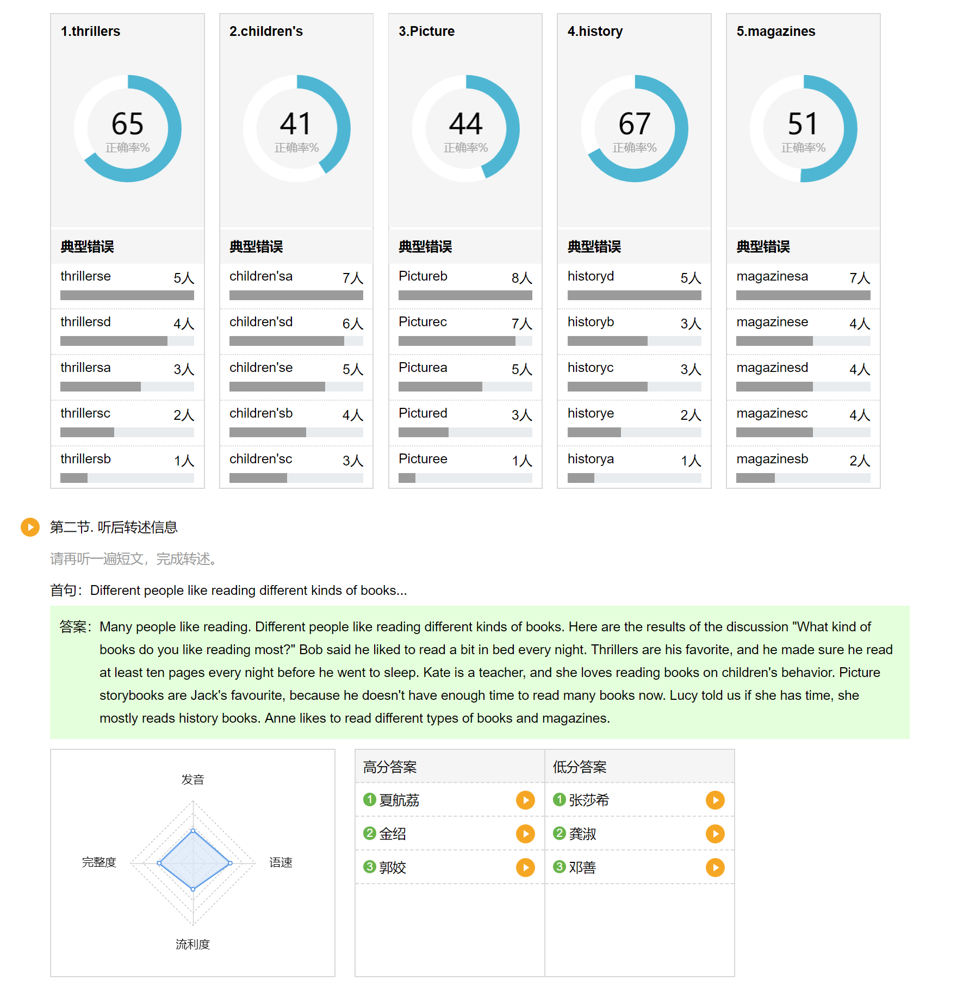 1.thrillers
65
正确率%
典型错误
thrillerse 5人
thrillersd 4人
thrillersa 3人
thrillersc 2人
thrillersb 1人
2.children's
41
正确率%
典型错误
children'sa 7人
children'sd 6人
children'se 5人
children'sb 4人
children'sc 3人
3.Picture
44
正确率%
典型错误
Pictureb 8人
Picturec 7人
Picturea 5人
Pictured 3人
Picturee 1人
4.history
67
正确率%
典型错误
historyd 5人
historyb 3人
historyc 3人
historye 2人
historya 1人
5.magazines
51
正确率%
典型错误
magazinesa 7人
magazinese 4人
magazinesd 4人
magazinesc 4人
magazinesb 2人
第二节. 听后转述信息
请再听一遍短文，完成转述。
首句：Different people like reading different kinds of books...
答案：Many people like reading. Different people like reading different kinds of books. Here are the results of the discussion "What kind of
books do you like reading most?" Bob said he liked to read a bit in bed every night. Thrillers are his favorite, and he made sure he read
at least ten pages every night before he went to sleep. Kate is a teacher, and she loves reading books on children's behavior. Picture
storybooks are Jack's favourite, because he doesn't have enough time to read many books now. Lucy told us if she has time, she
mostly reads history books. Anne likes to read different types of books and magazines.
发音
完整度
语速
流利度
高分答案
1 夏航荔
2 金绍
3 郭姣
低分答案
1 张莎希
2 龚淑
3 邓善